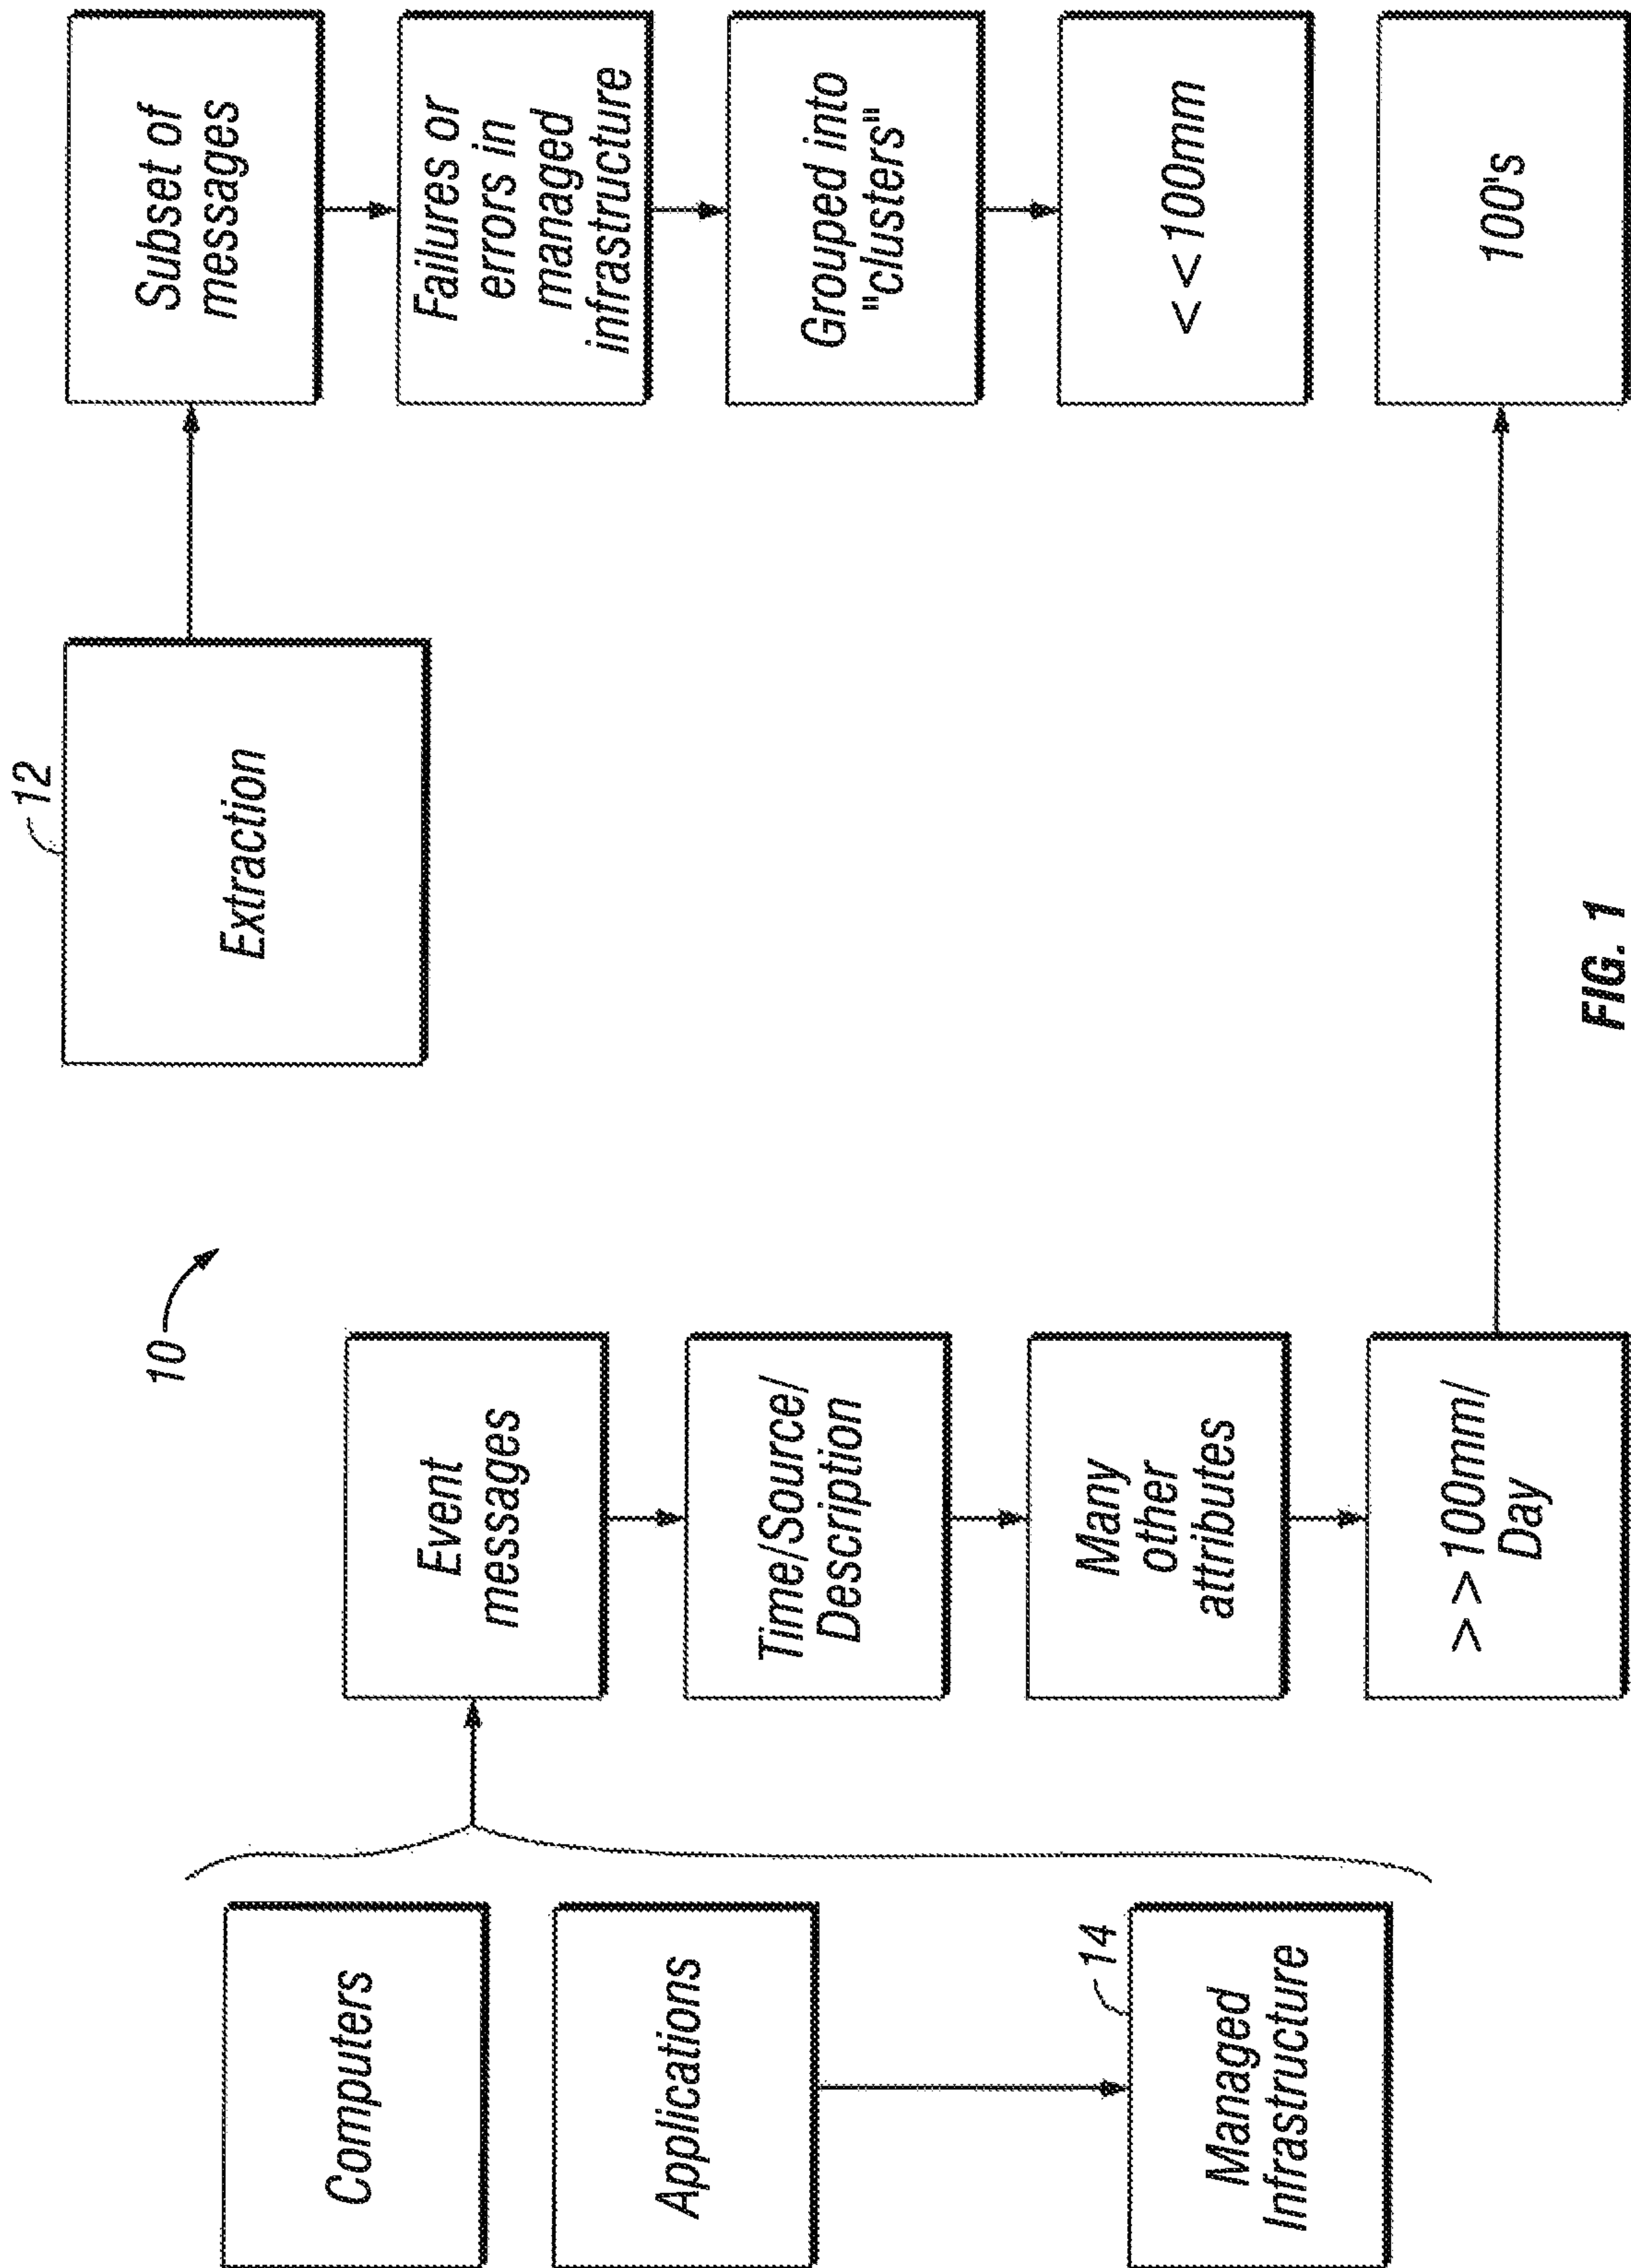 Computers
Applications
14
Managed
Infrastructure
Event
messages
Time/Source/
Description
Many
other
attributes
>>100mm/
Day
10
12
Extraction
Subset of
messages
Failures or
errors in
managed
infrastructure
Grouped into
"clusters"
<<100mm
100's
FIG. 1